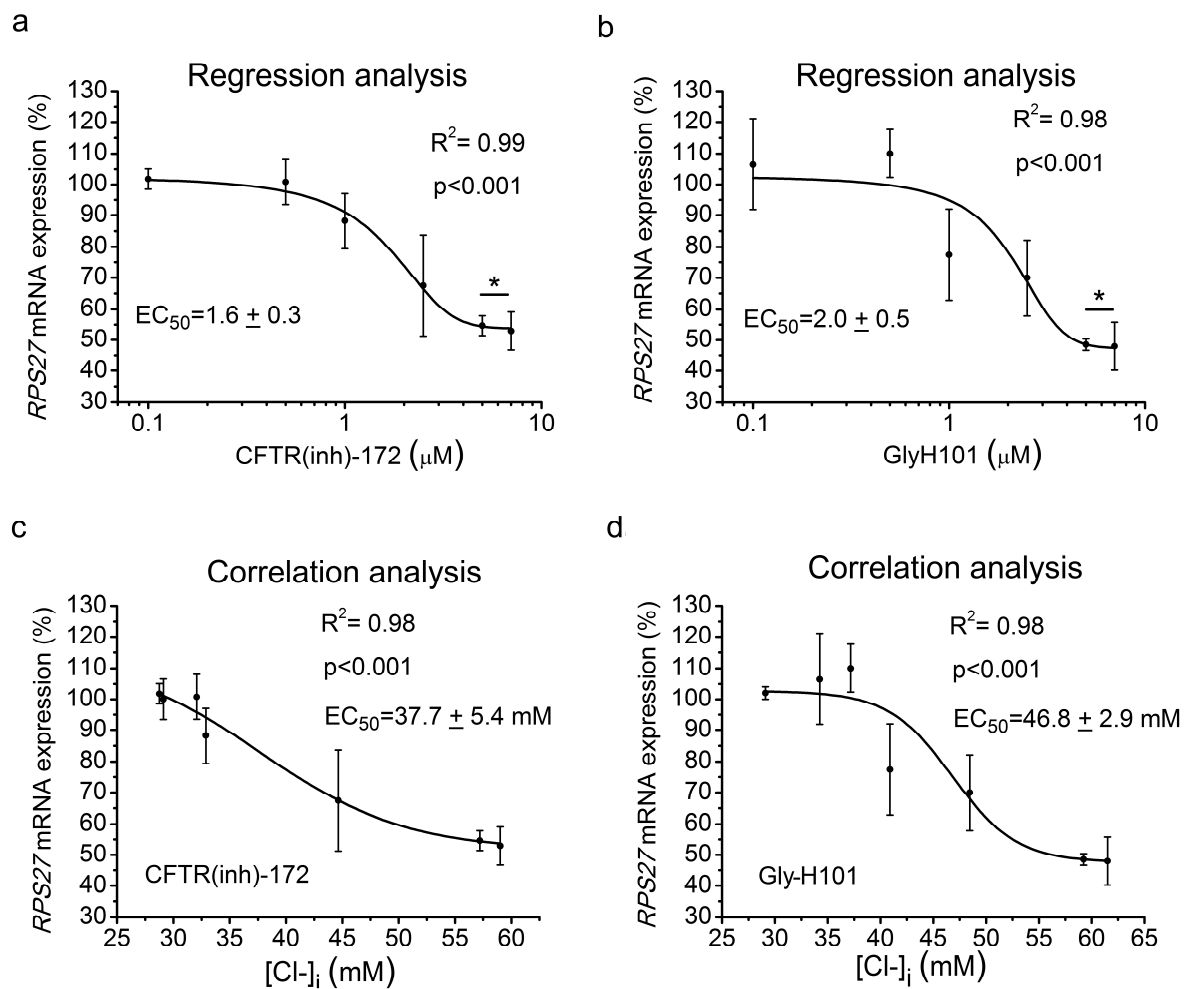 a
Regression analysis
RPS27 mRNA expression (%)
130
120
110
100
90
80
70
60
50
40
30
R²= 0.99
p<0.001
*
EC₅₀=1.6 ± 0.3
0.1
1
10
CFTR(inh)-172 (μM)
b
Regression analysis
RPS27 mRNA expression (%)
130
120
110
100
90
80
70
60
50
40
30
R²= 0.98
p<0.001
*
EC₅₀=2.0 ± 0.5
0.1
1
10
GlyH101 (μM)
c
Correlation analysis
RPS27 mRNA expression (%)
130
120
110
100
90
80
70
60
50
40
30
R²= 0.98
p<0.001
EC₅₀=37.7 ± 5.4 mM
CFTR(inh)-172
25
30
35
40
45
50
55
60
[Cl-]i (mM)
d
Correlation analysis
RPS27 mRNA expression (%)
130
120
110
100
90
80
70
60
50
40
30
R²= 0.98
p<0.001
EC₅₀=46.8 ± 2.9 mM
Gly-H101
25
30
35
40
45
50
55
60
65
[Cl-]i (mM)